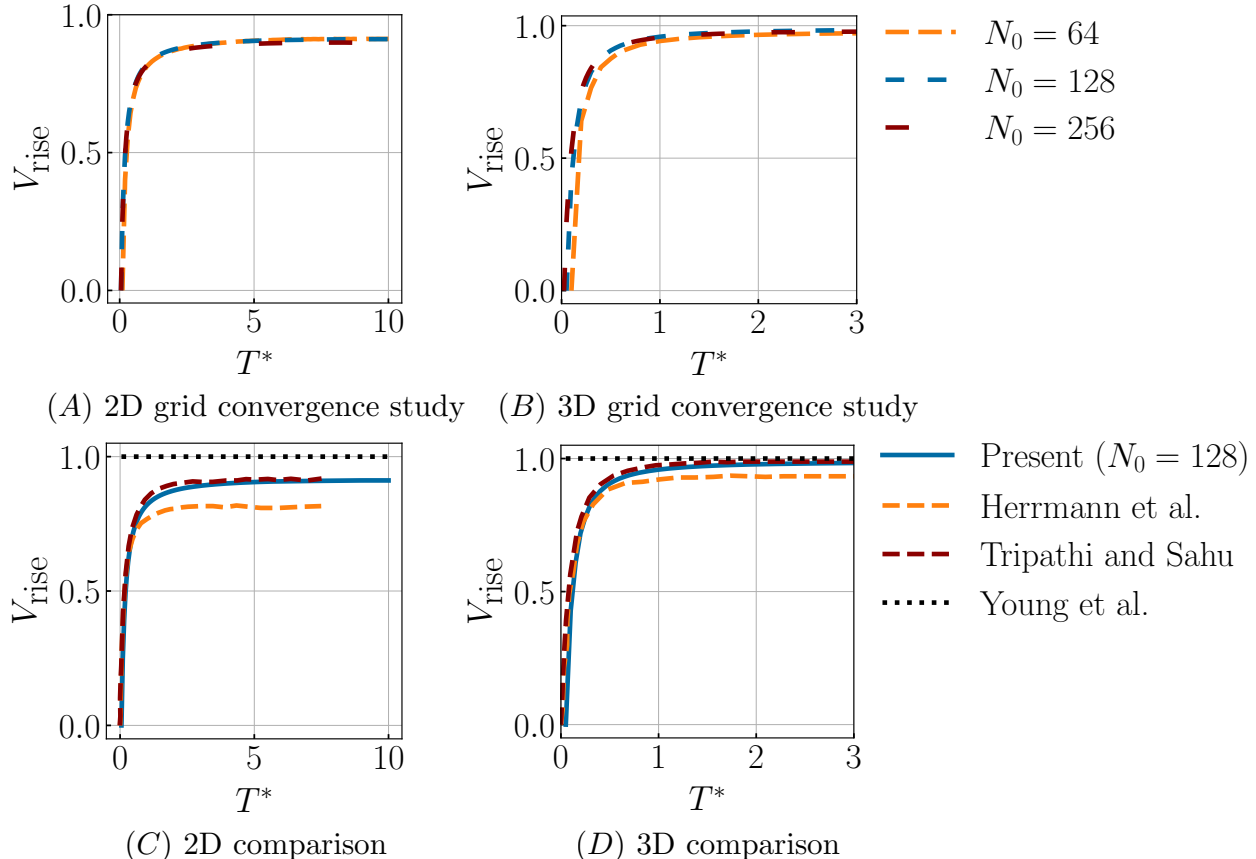 1.0
0.5
0.0
V_rise
0 5 10
T*
(A) 2D grid convergence study
1.0
0.5
0.0
V_rise
0 1 2 3
T*
(B) 3D grid convergence study
N_0 = 64
N_0 = 128
N_0 = 256
1.0
0.5
0.0
V_rise
0 5 10
T*
(C) 2D comparison
1.0
0.5
0.0
V_rise
0 1 2 3
T*
(D) 3D comparison
Present (N_0 = 128)
Herrmann et al.
Tripathi and Sahu
Young et al.